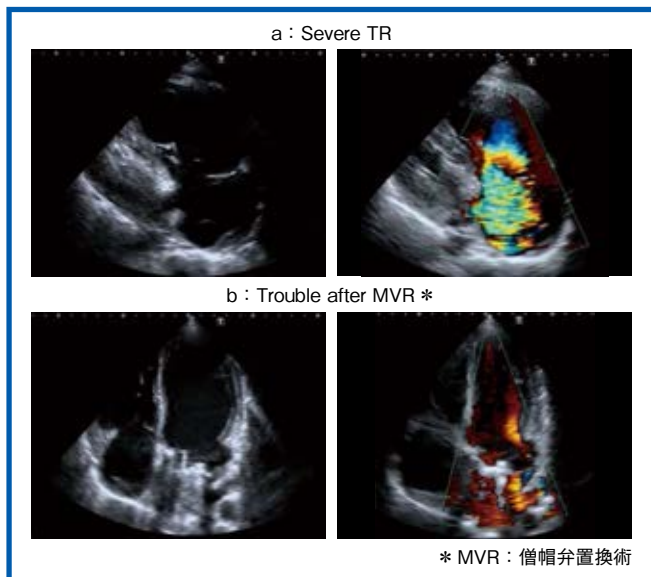 a：Severe TR
b：Trouble after MVR＊
＊MVR：僧帽弁置換術